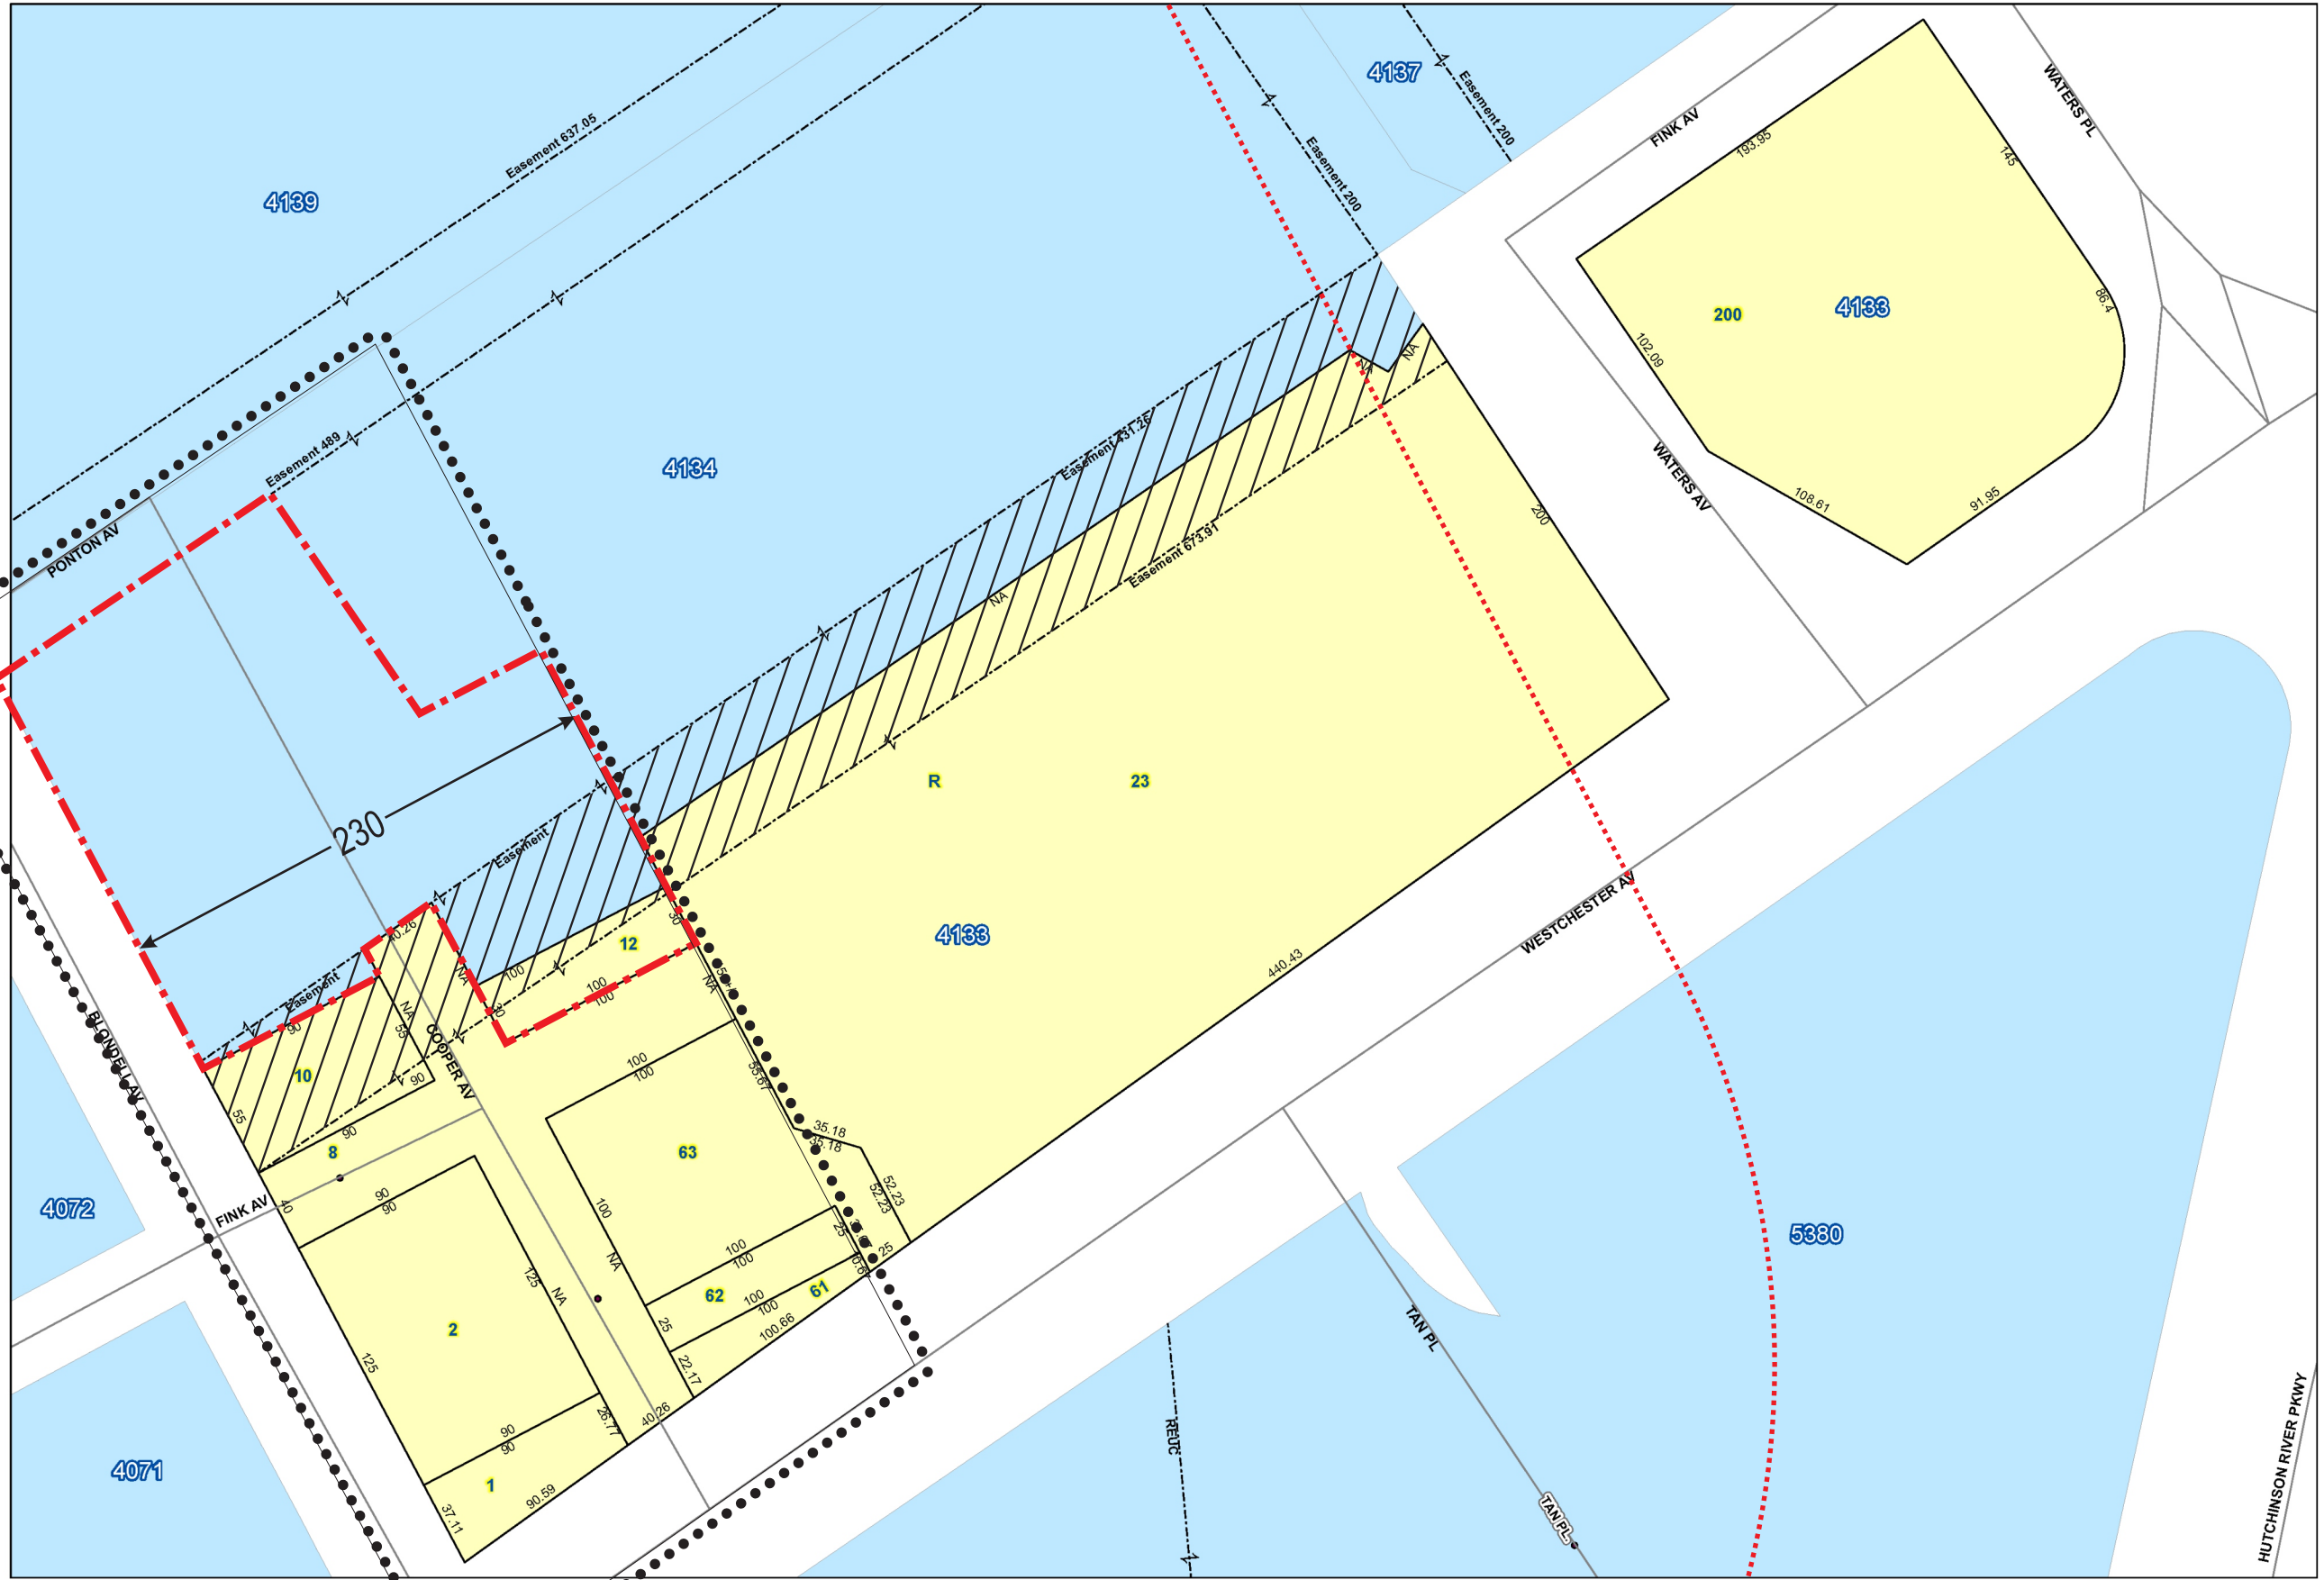 4137
Easement 200
WATERS PL
FINK AV
193.95
145
Easement 637.05
Easement 200
4139
86.4
200
4133
102.09
Easement 431.26
Easement 489
4134
WATERS AV
108.61
91.95
200
PONTON AV
Easement 673.91
NA
NA
NA
R
23
230
Easement
WESTCHESTER AV
40.26
12
30
4133
100
NA
30
100
100
NA
440.43
Easement
90
NA
55
BLONDELL AV
COOPER AV
10
90
55
100
100
55.67
90
8
35.18
35.18
63
4072
FINK AV
40
90
90
100
52.23
52.23
5380
NA
25
25
100
100
62
61
125
NA
100
100
25
100.66
2
125
22.17
TAN PL
40.26
26.77
90
90
REUC
4071
1
90.59
37.11
TAN PL.
HUTCHINSON RIVER PKWY